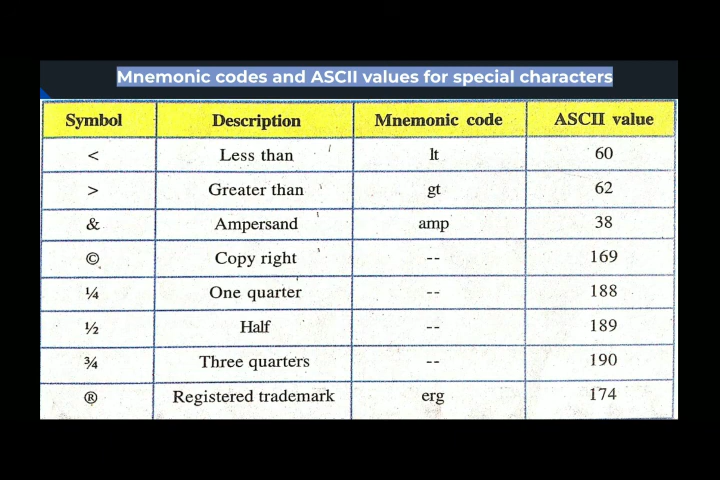 Mnemonic codes and ASCII values for special characters
Symbol Description Mnemonic code ASCII value
< Less than lt 60
> Greater than gt 62
& Ampersand amp 38
© Copy right -- 169
¼ One quarter -- 188
½ Half -- 189
¾ Three quarters -- 190
® Registered trademark erg 174